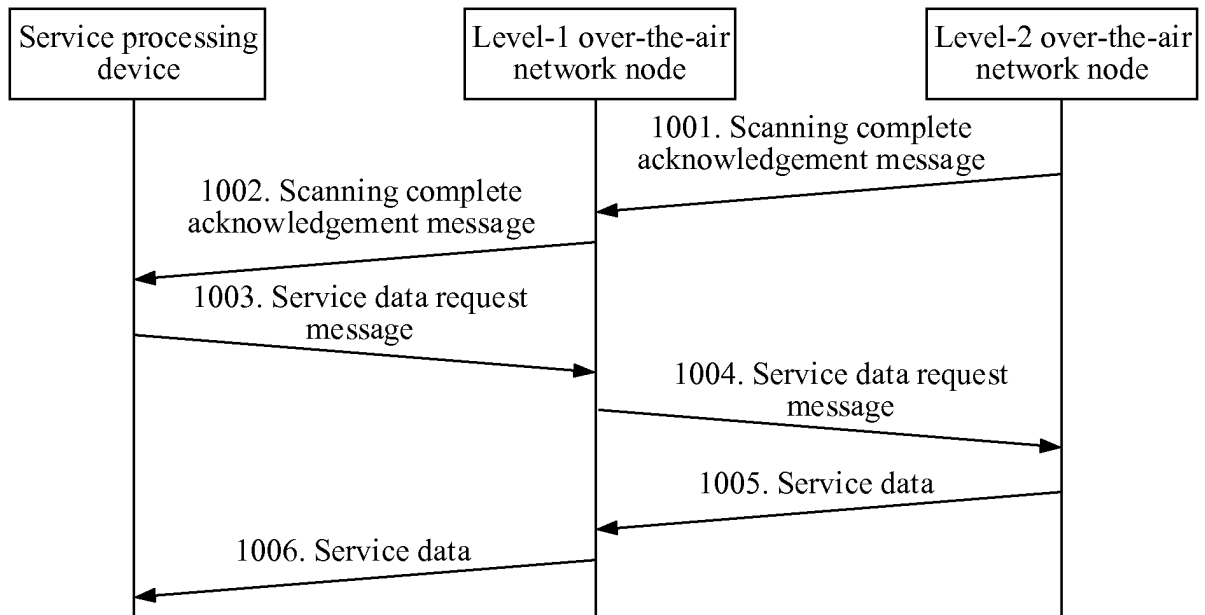 Service processing
device
Level-1 over-the-air
network node
Level-2 over-the-air
network node
1001. Scanning complete
acknowledgement message
1002. Scanning complete
acknowledgement message
1003. Service data request
message
1004. Service data request
message
1005. Service data
1006. Service data